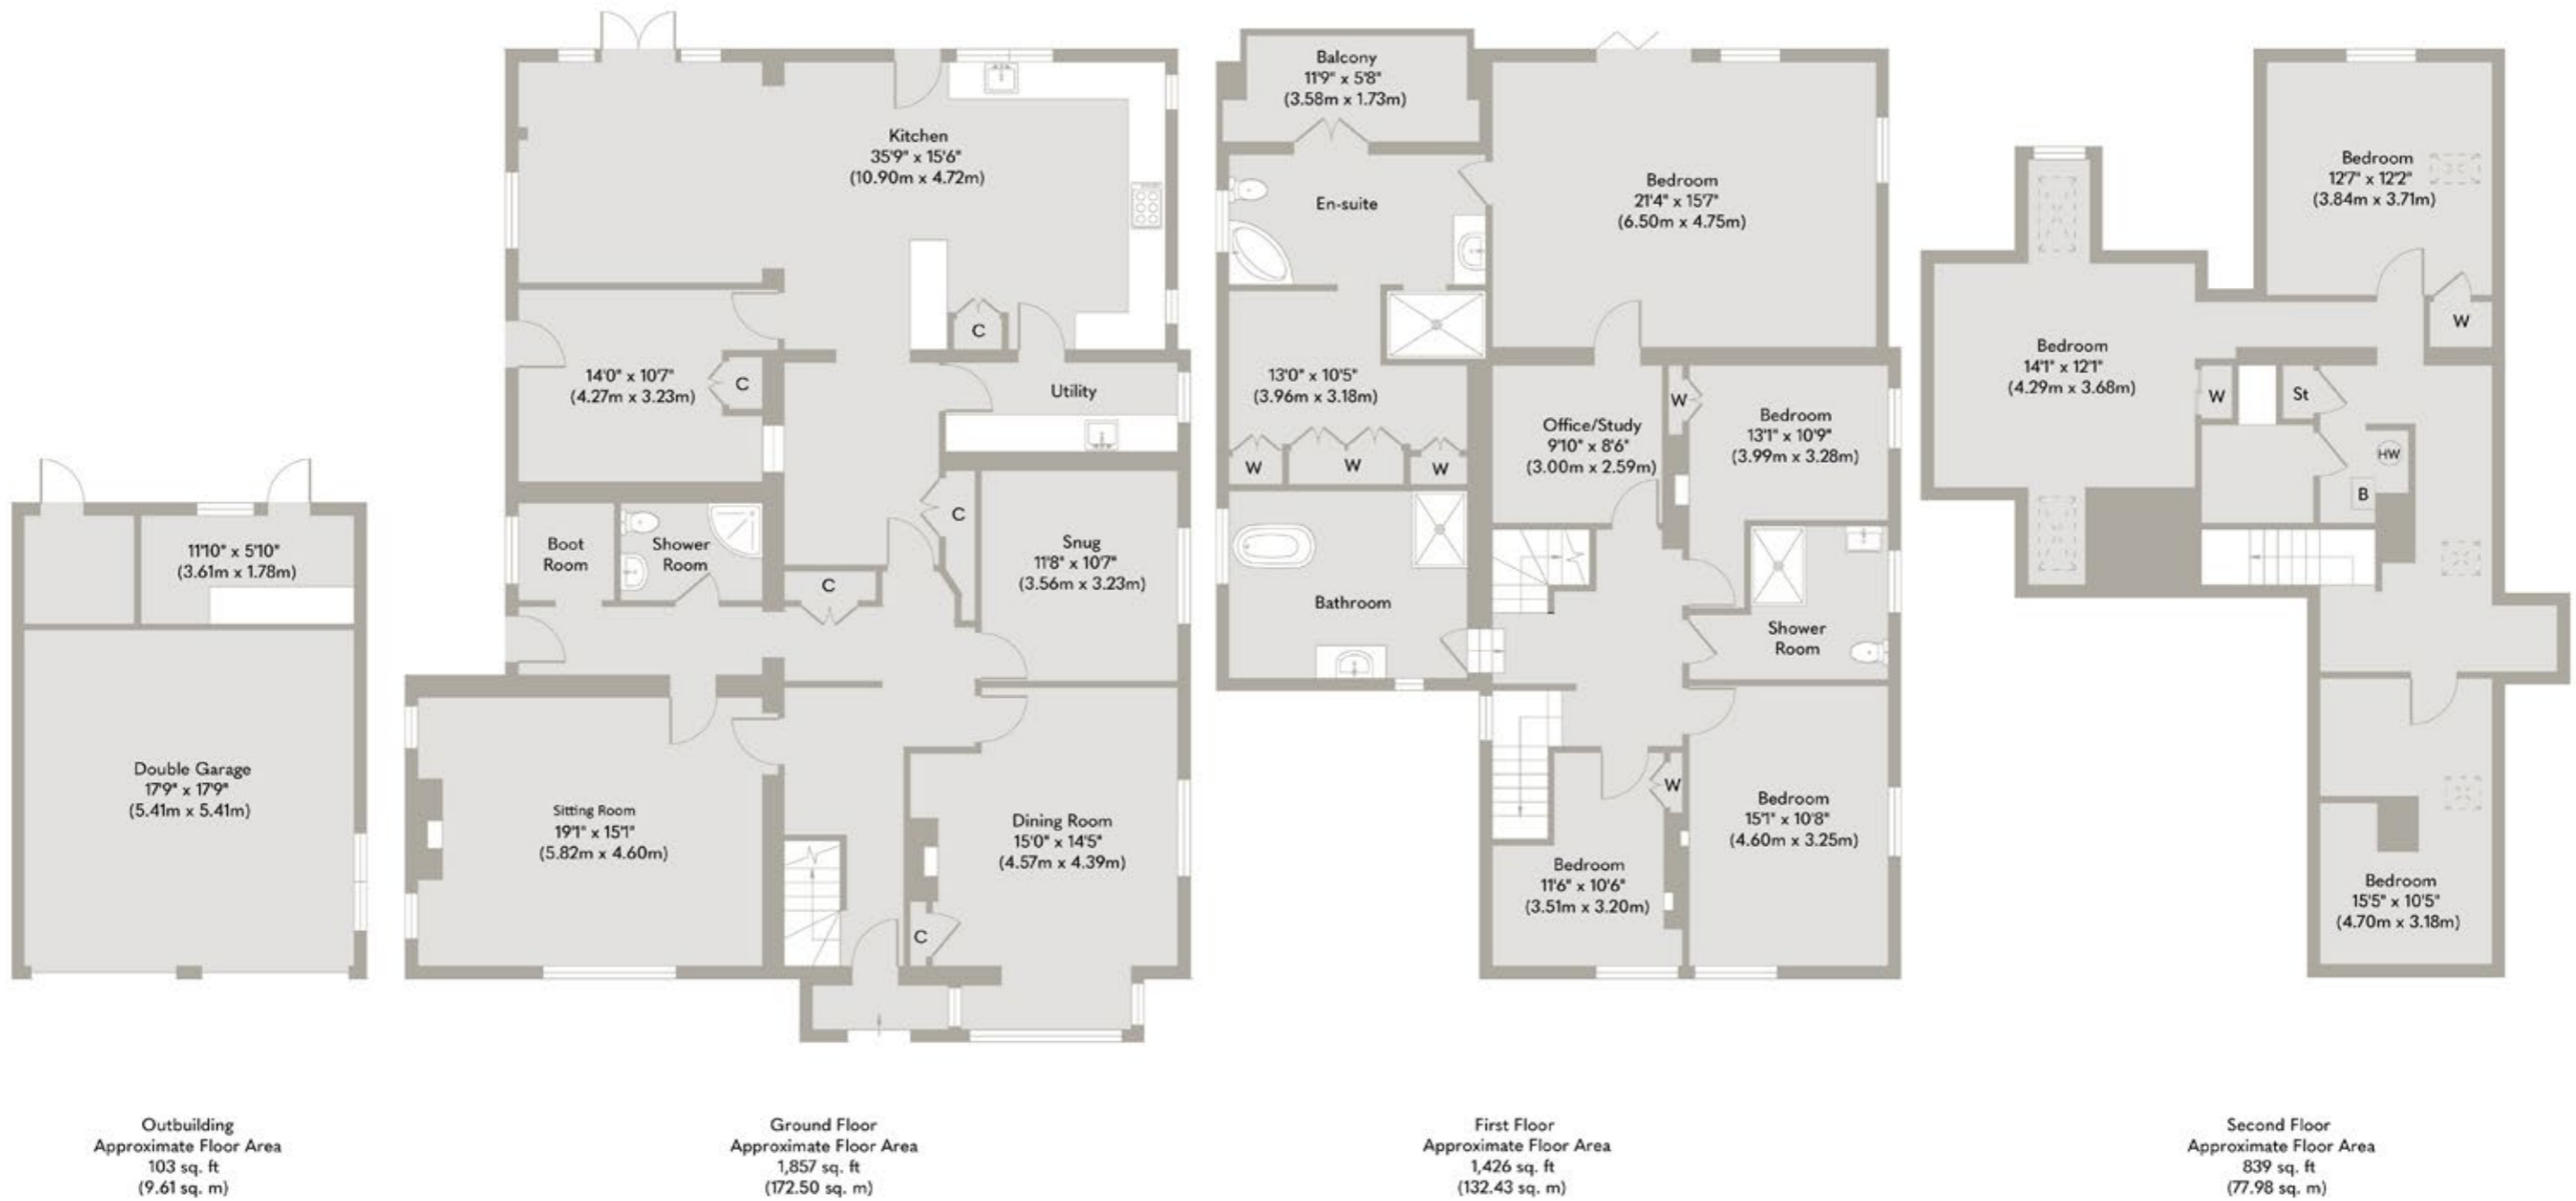 11'10" x 5'10"
(3.61m x 1.78m)
Double Garage
17'9" x 17'9"
(5.41m x 5.41m)
Outbuilding
Approximate Floor Area
103 sq. ft
(9.61 sq. m)
Kitchen
35'9" x 15'6"
(10.90m x 4.72m)
C
14'0" x 10'7"
(4.27m x 3.23m)
C
Utility
Boot
Room
Shower
Room
C
C
Snug
11'8" x 10'7"
(3.56m x 3.23m)
Sitting Room
19'1" x 15'1"
(5.82m x 4.60m)
Dining Room
15'0" x 14'5"
(4.57m x 4.39m)
C
Ground Floor
Approximate Floor Area
1,857 sq. ft
(172.50 sq. m)
Balcony
11'9" x 5'8"
(3.58m x 1.73m)
En-suite
Bedroom
21'4" x 15'7"
(6.50m x 4.75m)
13'0" x 10'5"
(3.96m x 3.18m)
W
W
W
Office/Study
9'10" x 8'6"
(3.00m x 2.59m)
W
Bedroom
13'1" x 10'9"
(3.99m x 3.28m)
Bathroom
Shower
Room
W
Bedroom
11'6" x 10'6"
(3.51m x 3.20m)
Bedroom
15'1" x 10'8"
(4.60m x 3.25m)
First Floor
Approximate Floor Area
1,426 sq. ft
(132.43 sq. m)
Bedroom
12'7" x 12'2"
(3.84m x 3.71m)
W
Bedroom
14'1" x 12'1"
(4.29m x 3.68m)
W
St
HW
B
Bedroom
15'5" x 10'5"
(4.70m x 3.18m)
Second Floor
Approximate Floor Area
839 sq. ft
(77.98 sq. m)